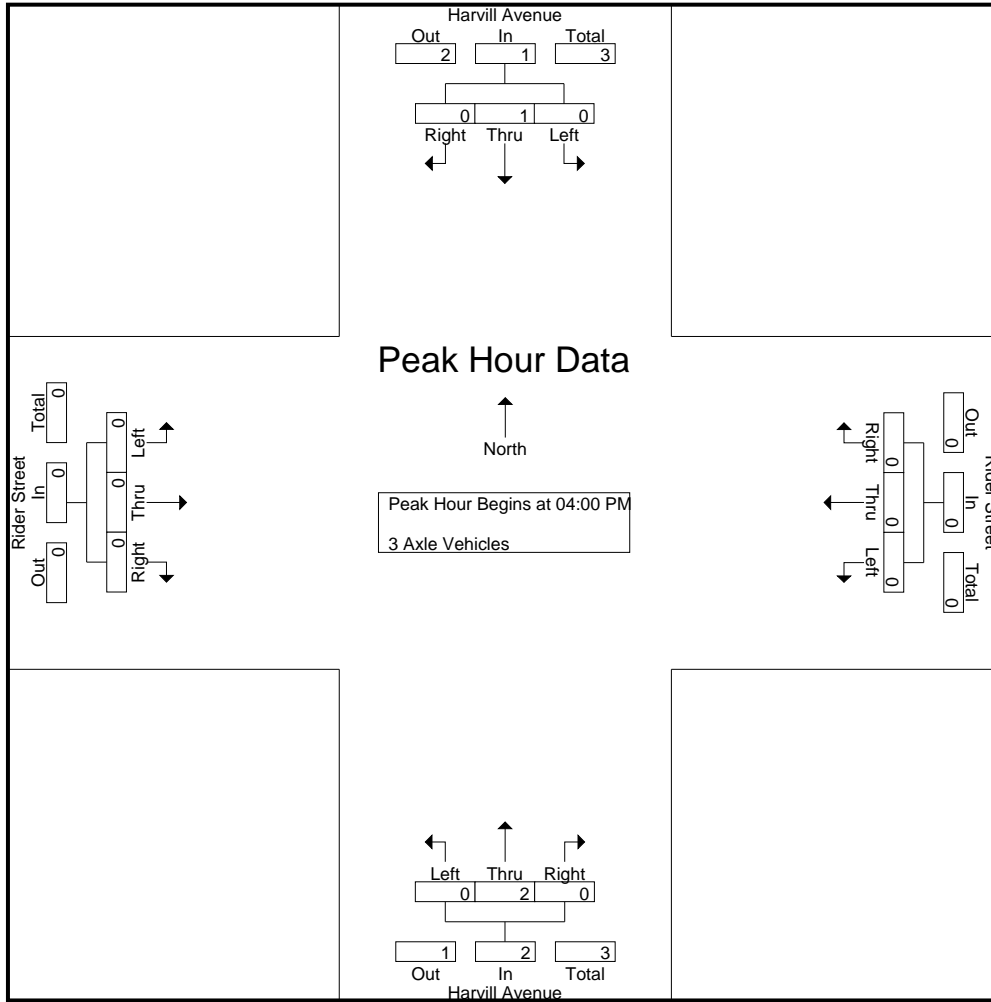 Harvill Avenue
Out In Total
2 1 3
0 1 0
Right Thru Left
Peak Hour Data
North
Peak Hour Begins at 04:00 PM
3 Axle Vehicles
Rider Street
Out In Total
0 0 0
0 0 0
Right Thru Left
Rider Street
Out In Total
0 0 0
0 0 0
Right Thru Left
Left Thru Right
0 2 0
1 2 3
Out In Total
Harvill Avenue